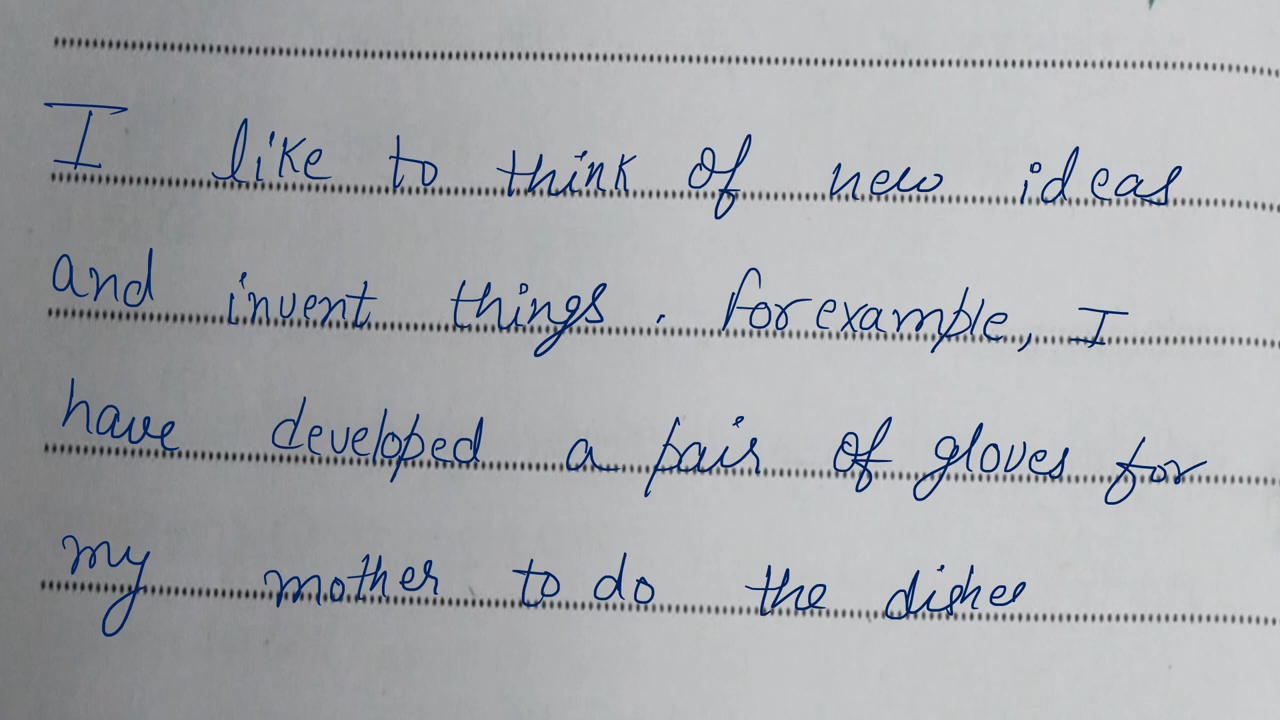 I like to think of new ideas
and invent things. For example, I
have developed a pair of gloves for
my mother to do the dishes